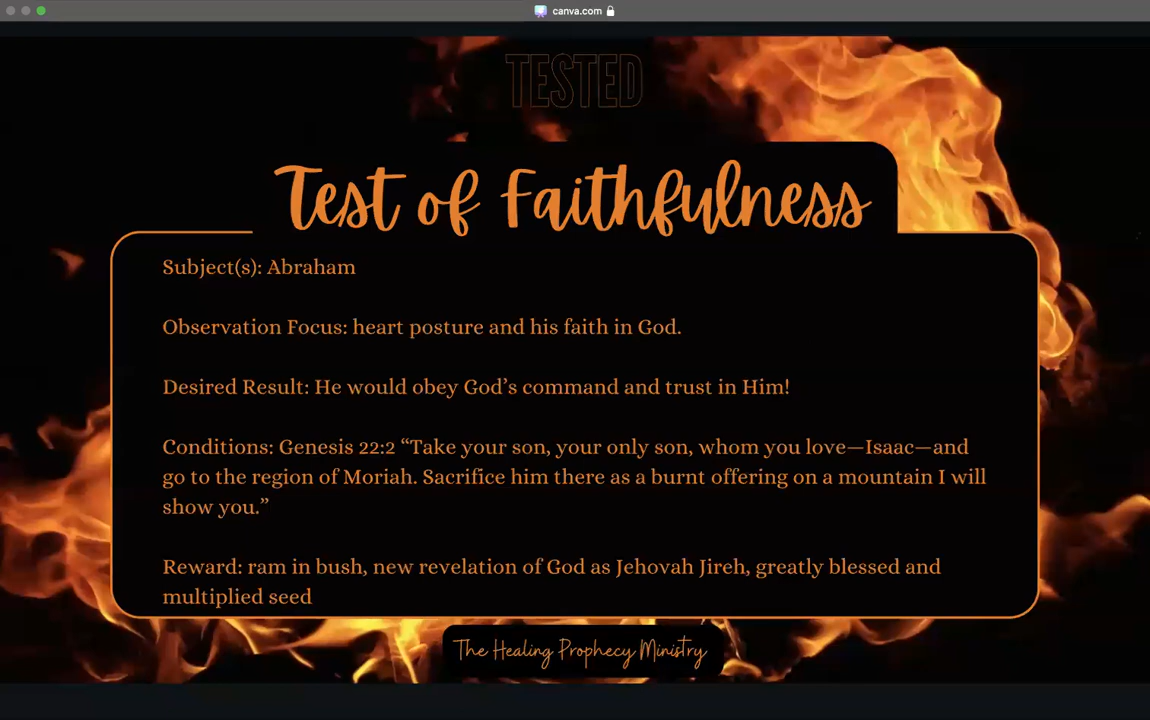 canva.com
TESTED
Test of Faithfulness
Subject(s): Abraham
Observation Focus: heart posture and his faith in God.
Desired Result: He would obey God’s command and trust in Him!
Conditions: Genesis 22:2 “Take your son, your only son, whom you love—Isaac—and
go to the region of Moriah. Sacrifice him there as a burnt offering on a mountain I will
show you.”
Reward: ram in bush, new revelation of God as Jehovah Jireh, greatly blessed and
multiplied seed
The Healing Prophecy Ministry